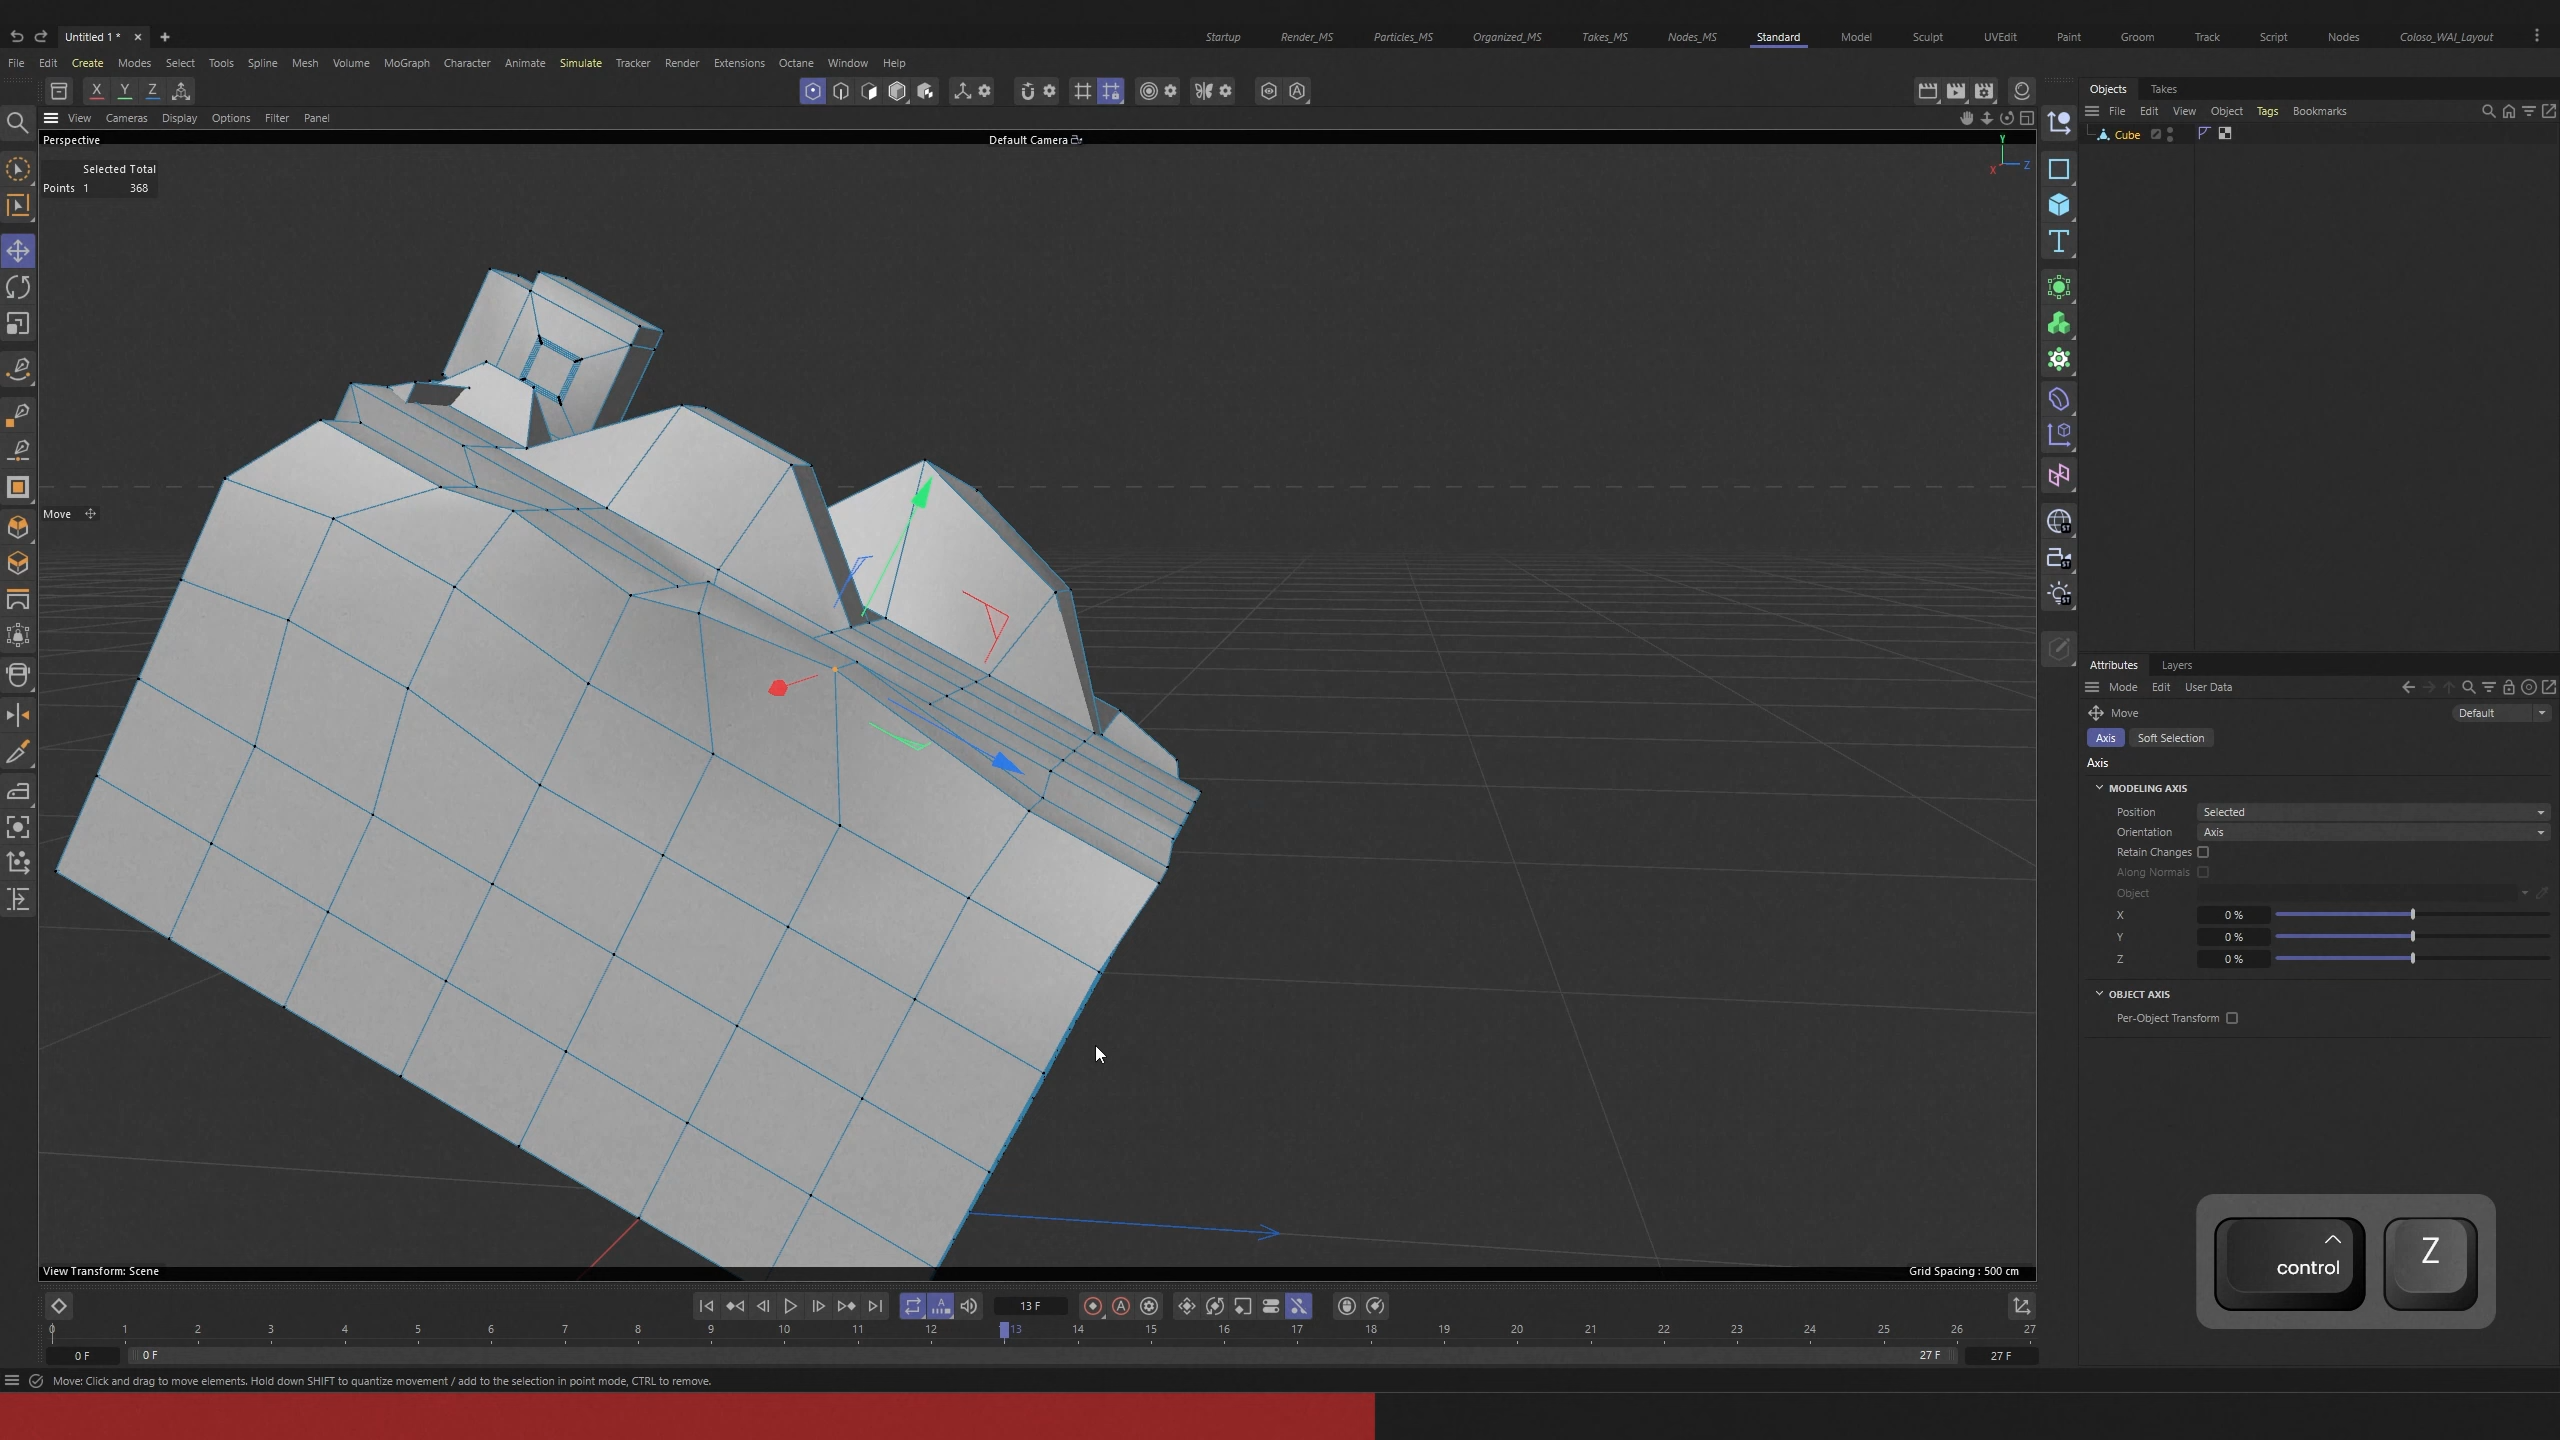 Untitled 1 *
Startup Render_MS Particles_MS Organized_MS Takes_MS Nodes_MS Standard Model Sculpt UVEdit Paint Groom Track Script Nodes Coloso_WAI_Layout
File Edit Create Modes Select Tools Spline Mesh Volume MoGraph Character Animate Simulate Tracker Render Extensions Octane Window Help
X Y Z
View Cameras Display Options Filter Panel
Perspective
Default Camera
Selected Total
Points 1 368
Y
X
Z
Move
View Transform: Scene
Grid Spacing : 500 cm
Objects Takes
File Edit View Object Tags Bookmarks
Cube
Attributes Layers
Mode Edit User Data
Move
Default
Axis Soft Selection
Axis
MODELING AXIS
Position Selected
Orientation Axis
Retain Changes
Along Normals
Object
X 0 %
Y 0 %
Z 0 %
OBJECT AXIS
Per-Object Transform
control
Z
13 F
0 1 2 3 4 5 6 7 8 9 10 11 12 13 14 15 16 17 18 19 20 21 22 23 24 25 26 27
0 F 0 F 27 F 27 F
Move: Click and drag to move elements. Hold down SHIFT to quantize movement / add to the selection in point mode, CTRL to remove.